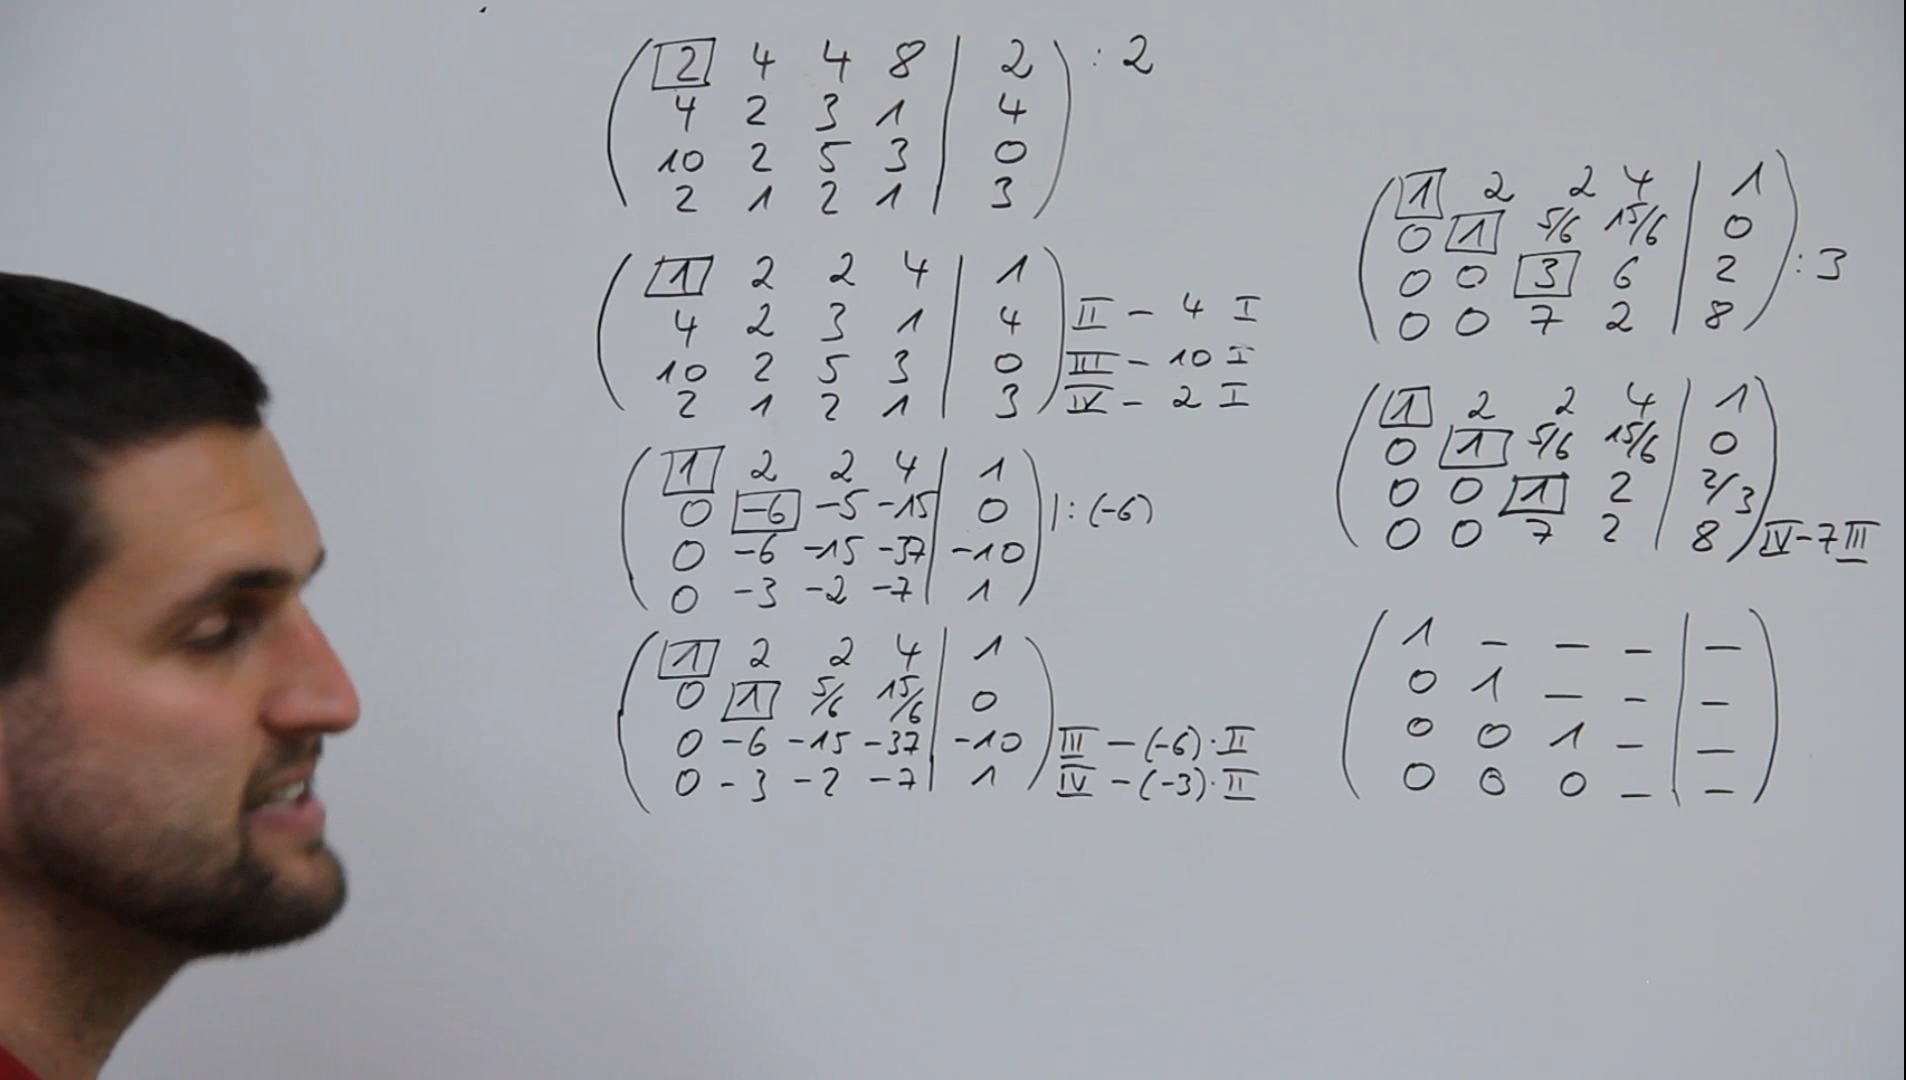 2 4 4 8 | 2 : 2
4 2 3 1 | 4
10 2 5 3 | 0
2 1 2 1 | 3
1 2 2 4 | 1
4 2 3 1 | 4 II - 4 I
10 2 5 3 | 0 III - 10 I
2 1 2 1 | 3 IV - 2 I
1 2 2 4 | 1
0 -6 -5 -15 | 0 |: (-6)
0 -6 -15 -37 | -10
0 -3 -2 -7 | 1
1 2 2 4 | 1
0 1 5/6 15/6 | 0
0 -6 -15 -37 | -10 III - (-6) · II
0 -3 -2 -7 | 1 IV - (-3) · II
1 2 2 4 | 1
0 1 5/6 15/6 | 0
0 0 3 6 | 2 : 3
0 0 7 2 | 8
1 2 2 4 | 1
0 1 5/6 15/6 | 0
0 0 1 2 | 2/3
0 0 7 2 | 8 IV - 7 III
1 - - - | -
0 1 - - | -
0 0 1 - | -
0 0 0 - | -